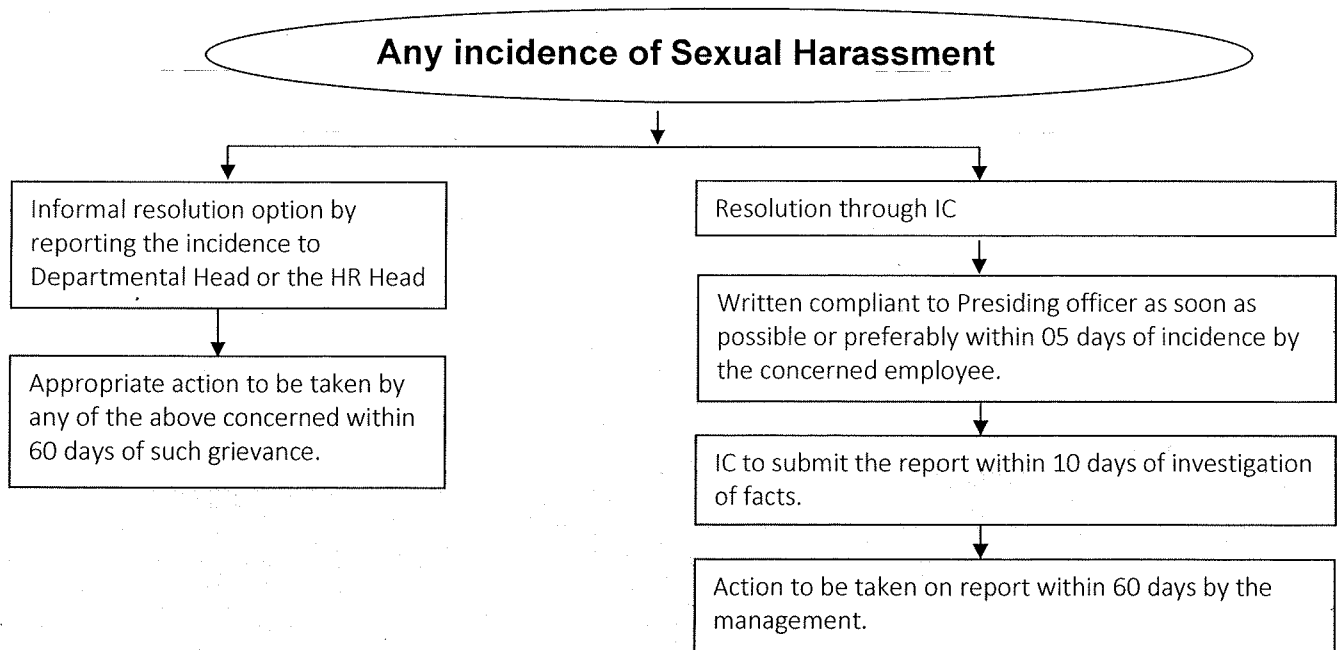 Any incidence of Sexual Harassment
Informal resolution option by
reporting the incidence to
Departmental Head or the HR Head
Appropriate action to be taken by
any of the above concerned within
60 days of such grievance.
Resolution through IC
Written compliant to Presiding officer as soon as
possible or preferably within 05 days of incidence by
the concerned employee.
IC to submit the report within 10 days of investigation
of facts.
Action to be taken on report within 60 days by the
management.